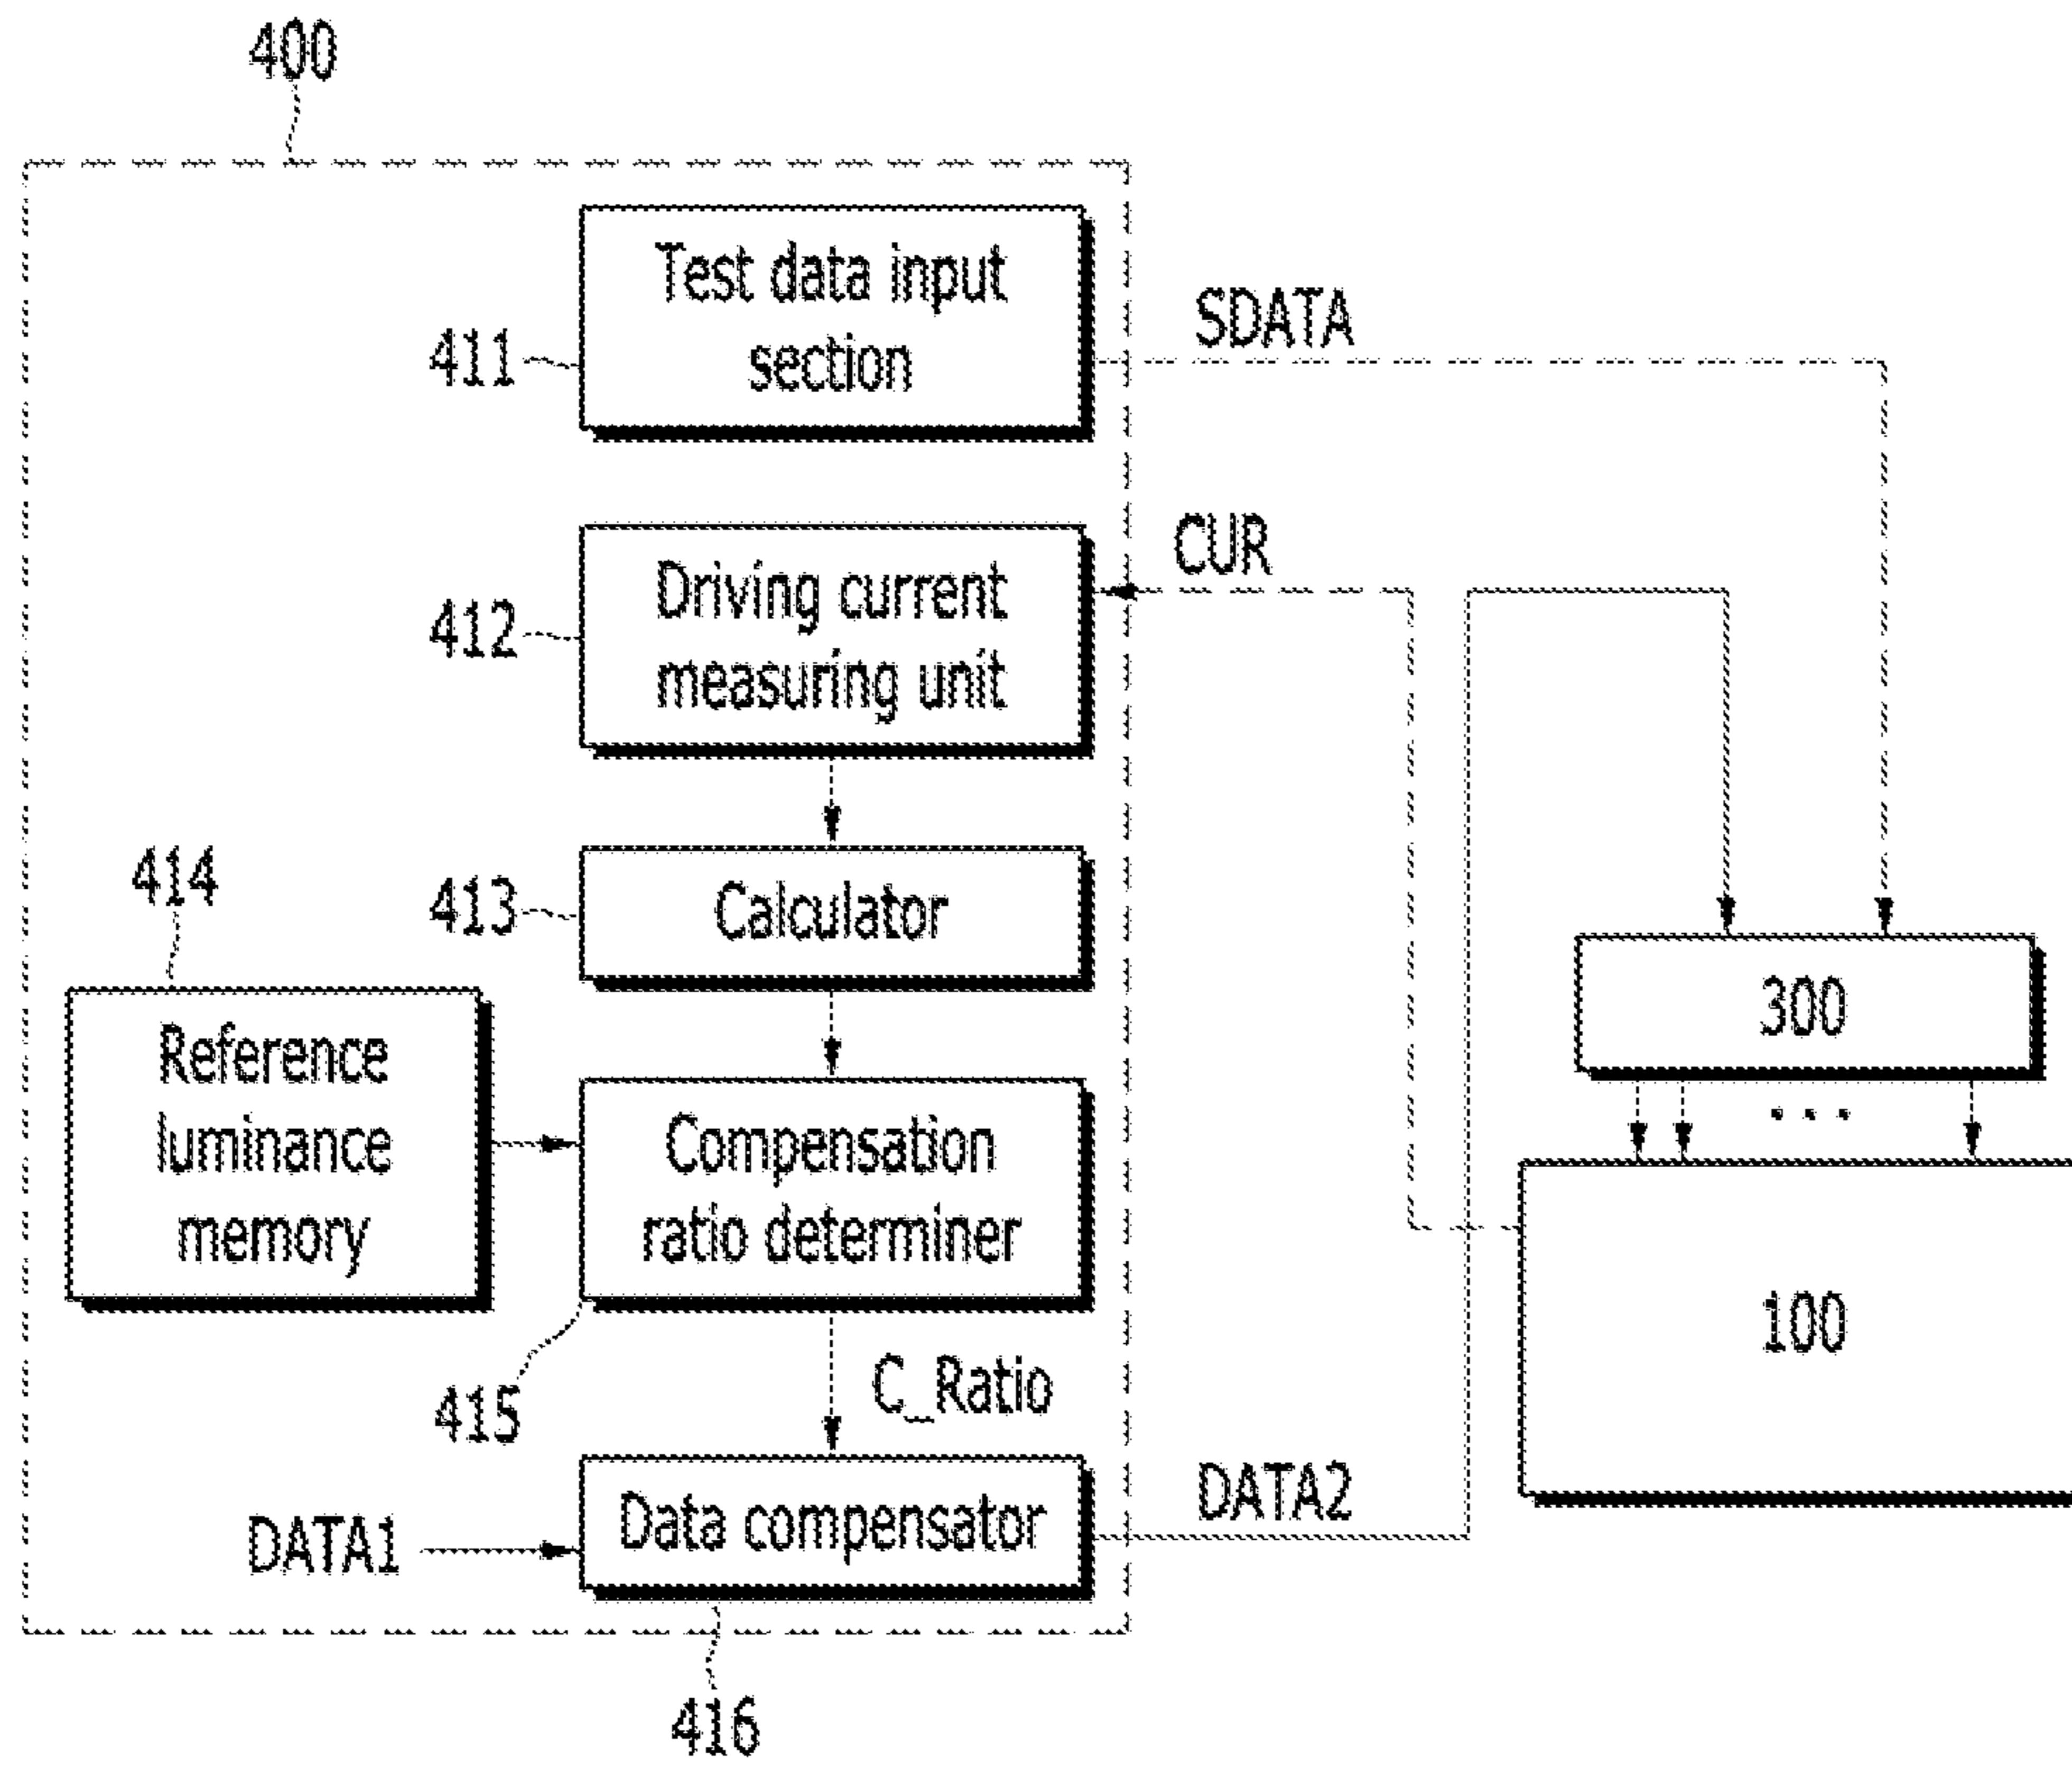 400
Test data input
section
411
SDATA
CUR
Driving current
measuring unit
412
414
413
Calculator
300
Reference
luminance
memory
...
Compensation
ratio determiner
100
415
C_Ratio
DATA2
DATA1
Data compensator
416